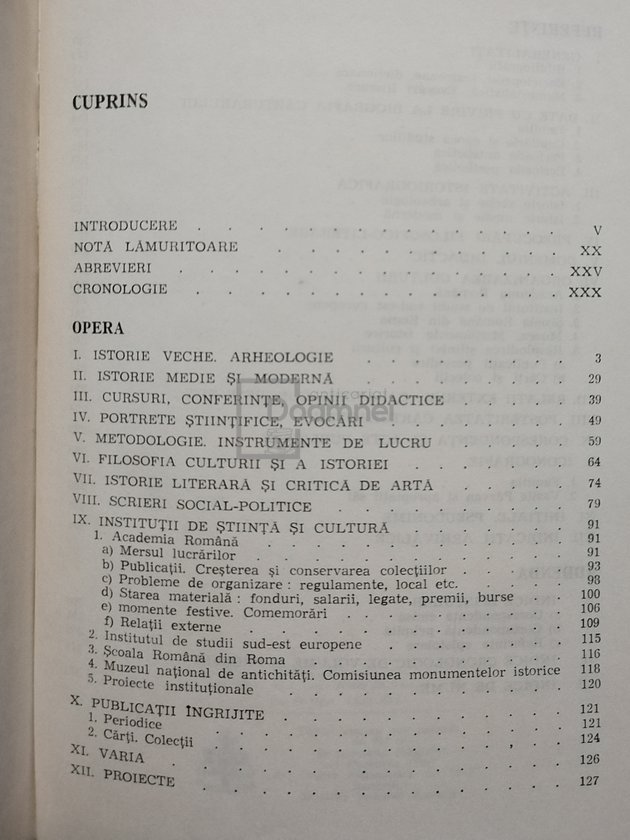 CUPRINS
INTRODUCERE . . . . . . . . . . . . . . V
NOTĂ LĂMURITOARE . . . . . . . . . . . XX
ABREVIERI . . . . . . . . . . . . . . XXV
CRONOLOGIE . . . . . . . . . . . . . XXX
OPERA
I. ISTORIE VECHE. ARHEOLOGIE . . . . . . . . 3
II. ISTORIE MEDIE ȘI MODERNĂ . . . . . . . . 29
III. CURSURI, CONFERINȚE, OPINII DIDACTICE . . . . 39
IV. PORTRETE ȘTIINȚIFICE, EVOCĂRI . . . . . . . 49
V. METODOLOGIE. INSTRUMENTE DE LUCRU . . . . . 59
VI. FILOSOFIA CULTURII ȘI A ISTORIEI . . . . . . 64
VII. ISTORIE LITERARĂ ȘI CRITICĂ DE ARTĂ . . . . . 74
VIII. SCRIERI SOCIAL-POLITICE . . . . . . . . 79
IX. INSTITUȚII DE ȘTIINȚĂ ȘI CULTURĂ . . . . . . 91
1. Academia Română . . . . . . . . . . . 91
a) Mersul lucrărilor . . . . . . . . . . . 91
b) Publicații. Creșterea și conservarea colecțiilor . . . . 93
c) Probleme de organizare : regulamente, local etc. . . . . 98
d) Starea materială : fonduri, salarii, legate, premii, burse . . 100
e) momente festive. Comemorări . . . . . . . . 106
f) Relații externe . . . . . . . . . . . 109
2. Institutul de studii sud-est europene . . . . . . . 115
3. Școala Română din Roma . . . . . . . . . 116
4. Muzeul național de antichități. Comisiunea monumentelor istorice 118
5. Proiecte instituționale . . . . . . . . . . 120
X. PUBLICAȚII ÎNGRIJITE . . . . . . . . . . 121
1. Periodice . . . . . . . . . . . . . 121
2. Cărți. Colecții . . . . . . . . . . . 124
XI. VARIA . . . . . . . . . . . . . . 126
XII. PROIECTE . . . . . . . . . . . . . 127